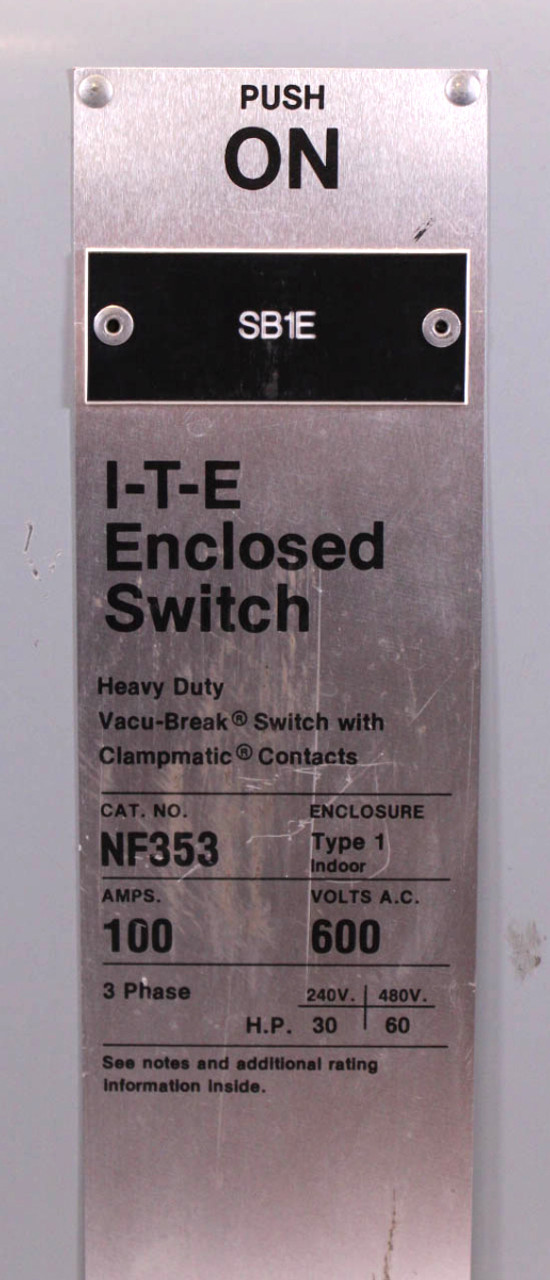 PUSH
ON
SB1E
I-T-E
Enclosed
Switch
Heavy Duty
Vacu-Break® Switch with
Clampmatic® Contacts
CAT. NO. ENCLOSURE
NF353 Type 1
Indoor
AMPS. VOLTS A.C.
100 600
3 Phase 240V. 480V.
H.P. 30 60
See notes and additional rating
information inside.